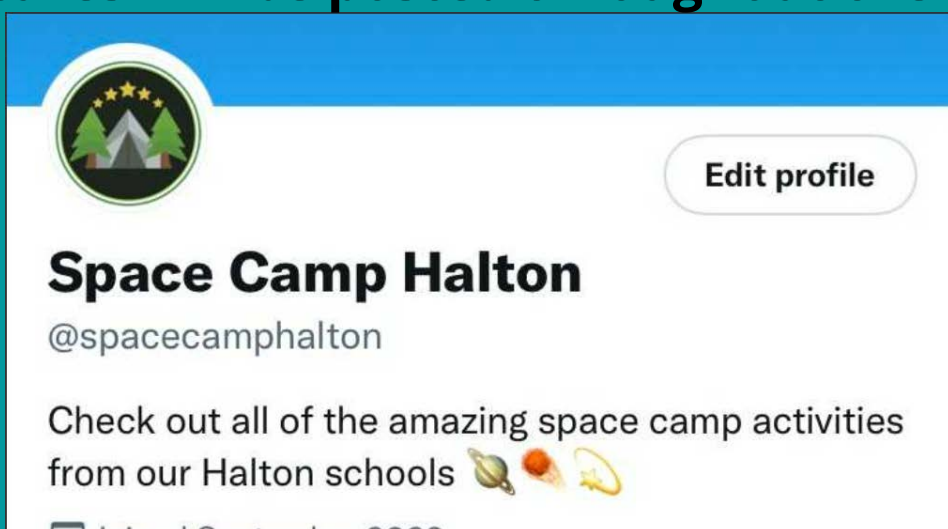 Edit profile
Space Camp Halton
@spacecamphalton
Check out all of the amazing space camp activities
from our Halton schools 🪐☄️💫